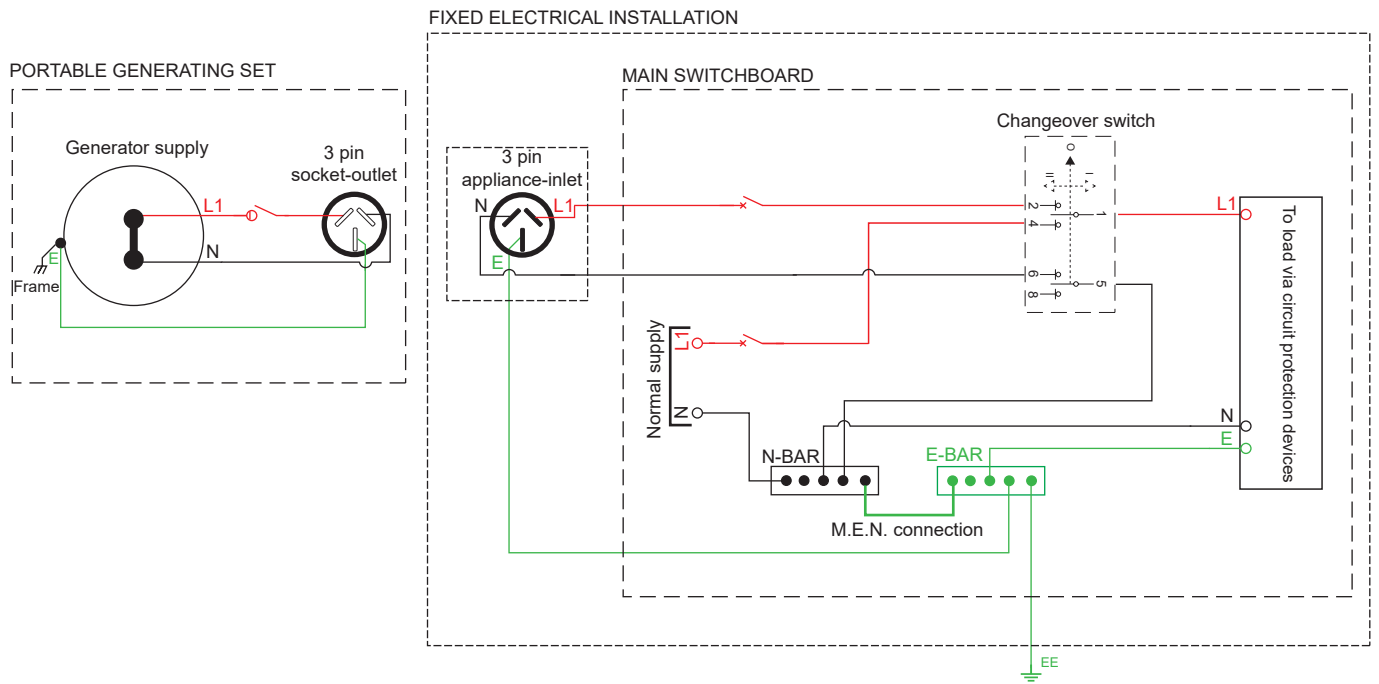 FIXED ELECTRICAL INSTALLATION
PORTABLE GENERATING SET
MAIN SWITCHBOARD
Generator supply
3 pin
socket-outlet
L1
N
E
Frame
3 pin
appliance-inlet
N
L1
E
Changeover switch
O
II
I
2
4
1
6
8
5
L1
N
E
To load via circuit protection devices
Normal supply
L1
N
N-BAR
E-BAR
M.E.N. connection
EE